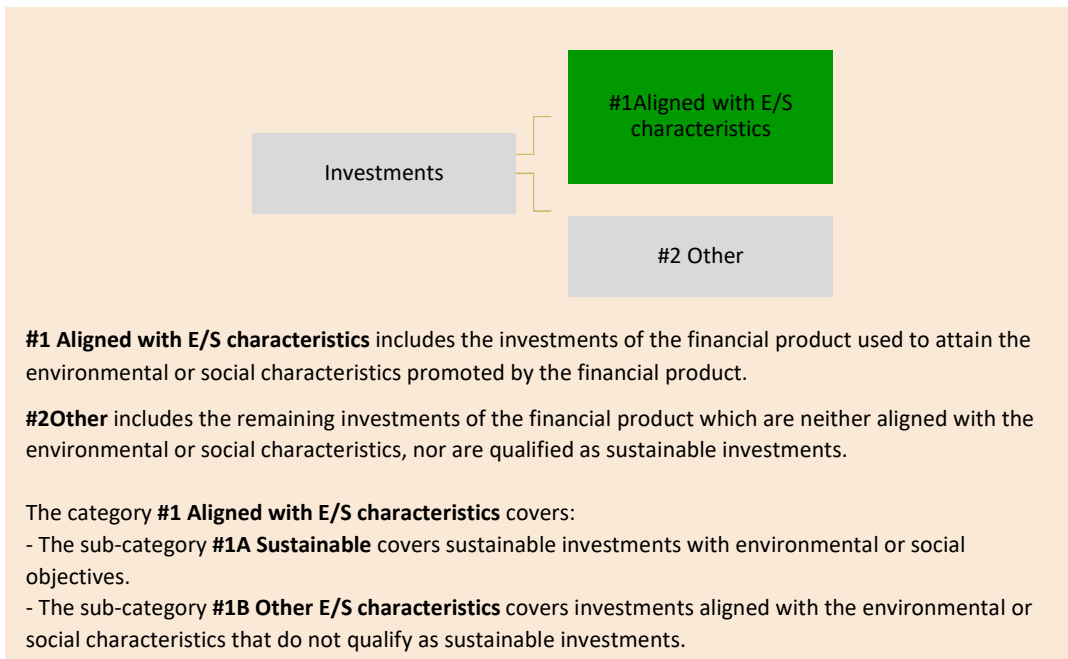 #1Aligned with E/S
characteristics
Investments
#2 Other
#1 Aligned with E/S characteristics includes the investments of the financial product used to attain the
environmental or social characteristics promoted by the financial product.
#2Other includes the remaining investments of the financial product which are neither aligned with the
environmental or social characteristics, nor are qualified as sustainable investments.
The category #1 Aligned with E/S characteristics covers:
- The sub-category #1A Sustainable covers sustainable investments with environmental or social
objectives.
- The sub-category #1B Other E/S characteristics covers investments aligned with the environmental or
social characteristics that do not qualify as sustainable investments.